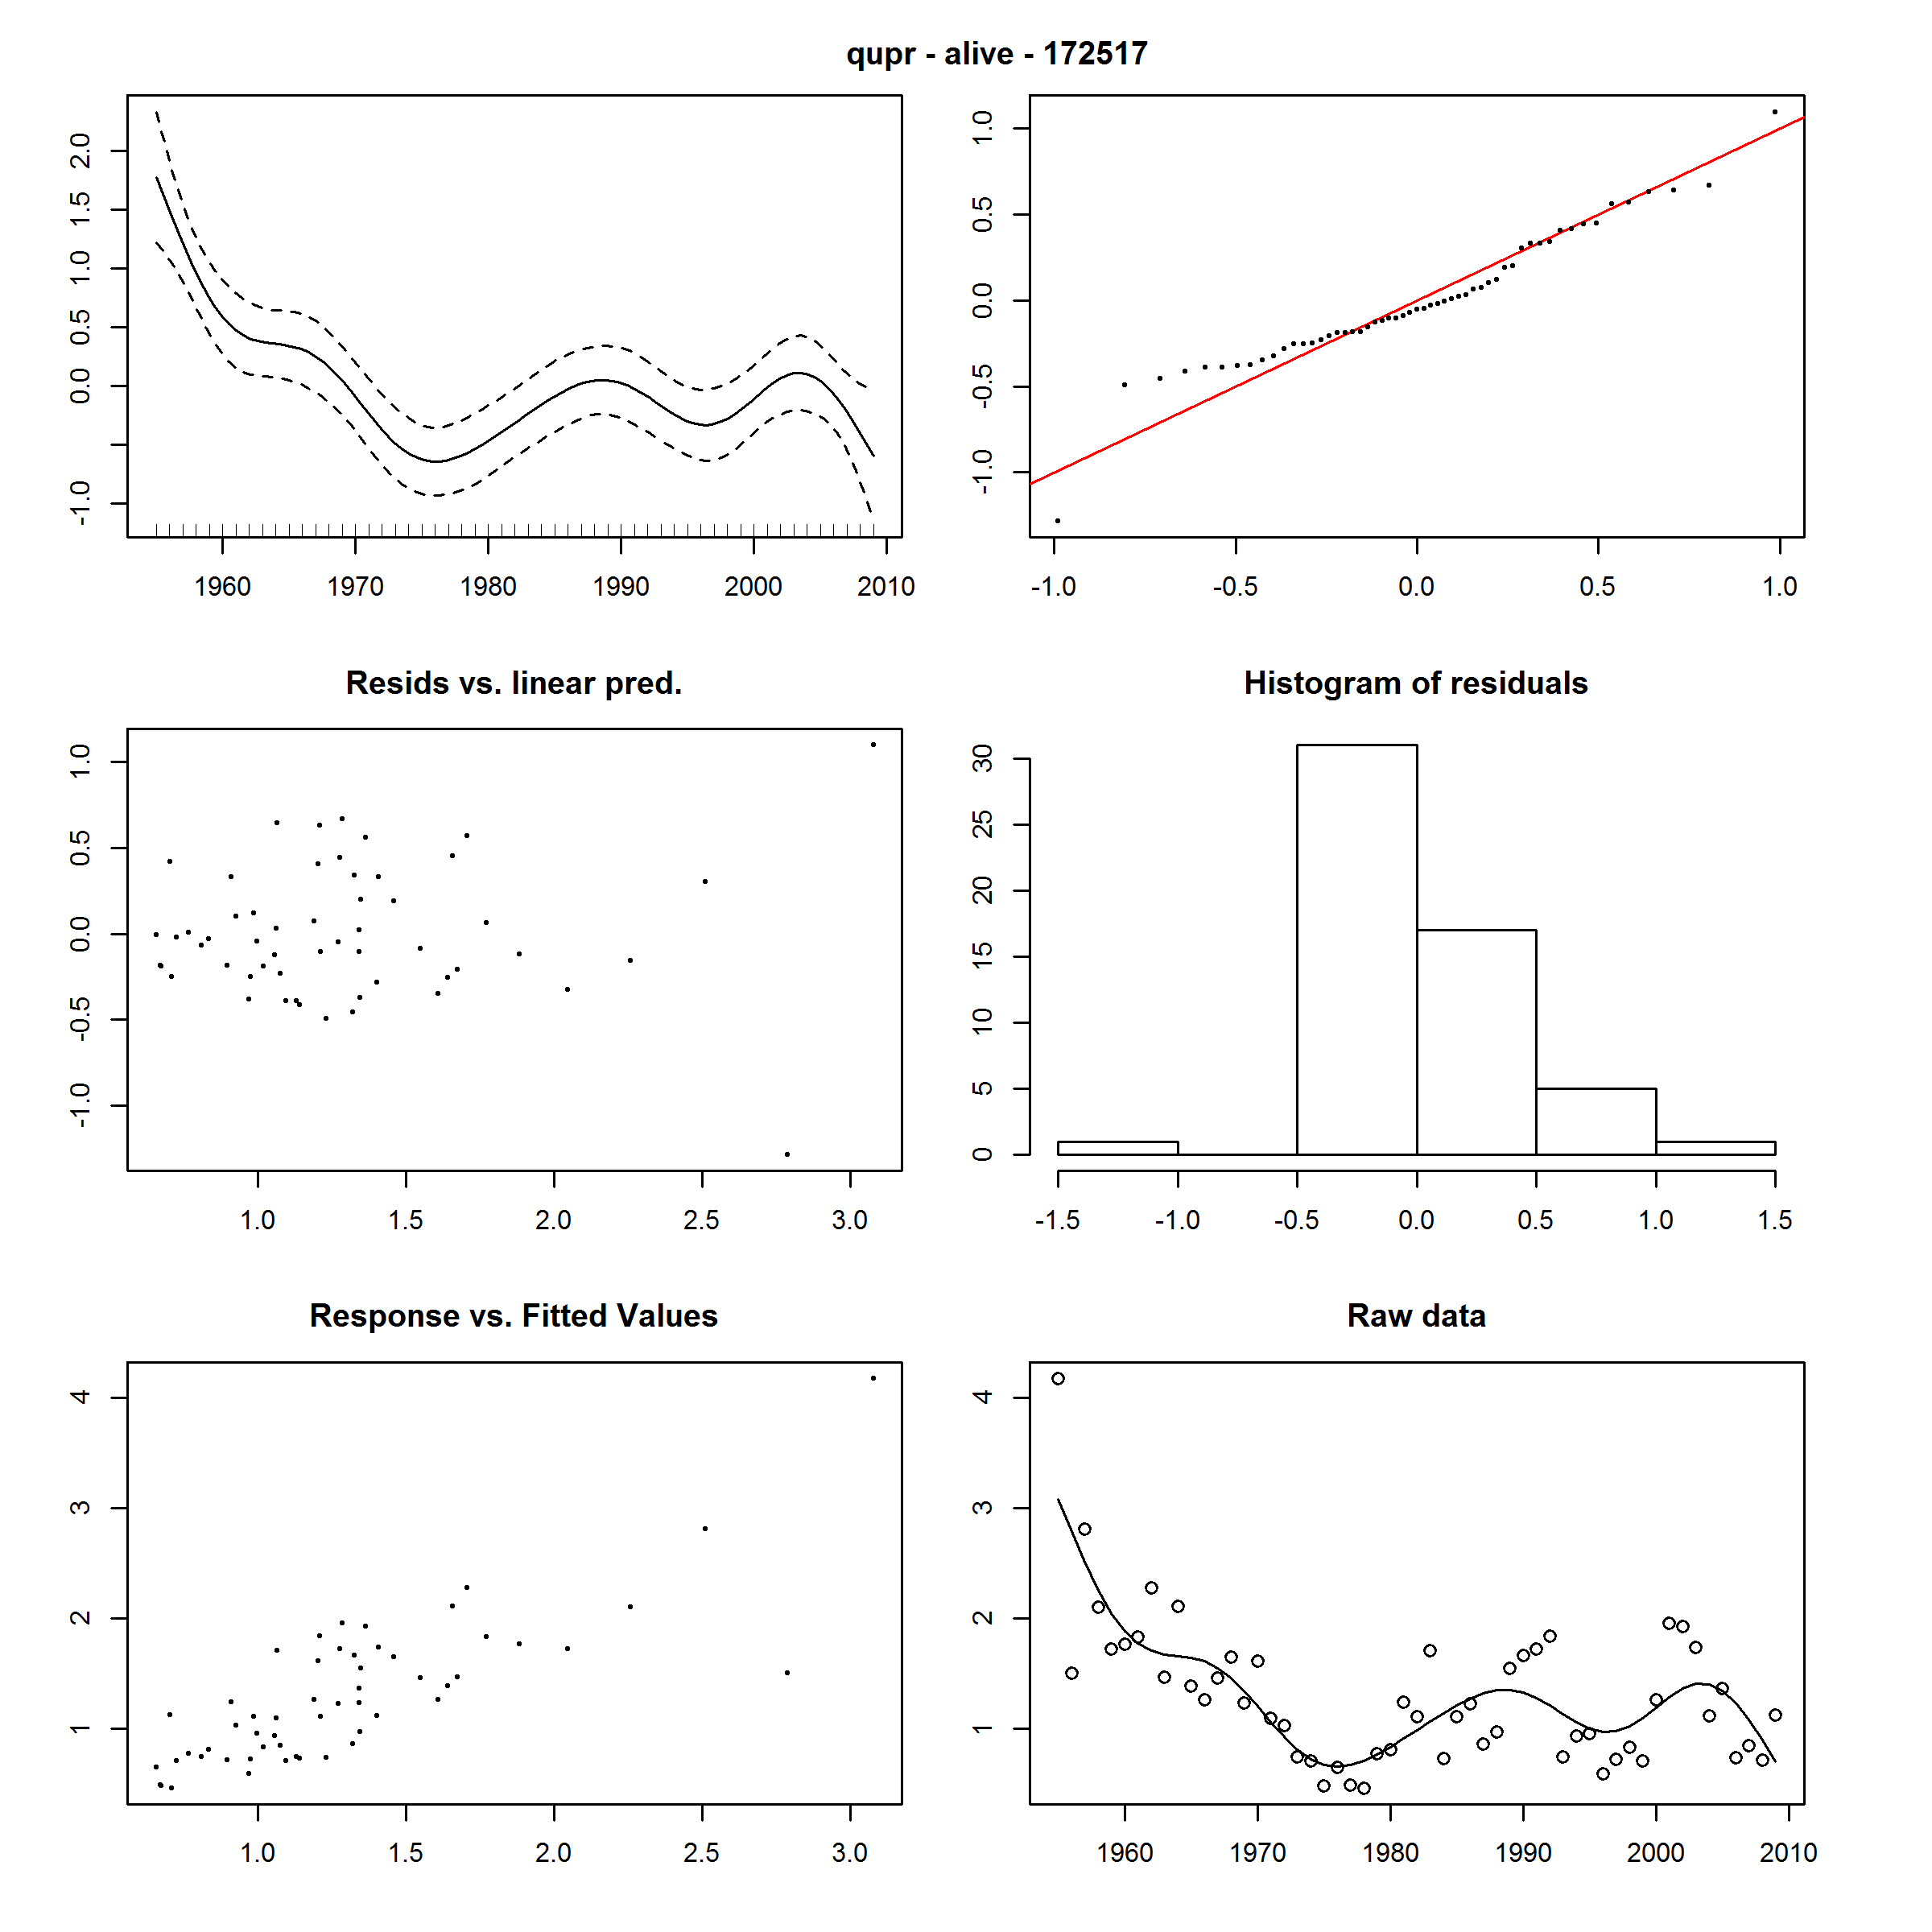 qupr - alive - 172517
-1.0 0.0 0.5 1.0 1.5 2.0
1960 1970 1980 1990 2000 2010
-1.0 -0.5 0.0 0.5 1.0
-1.0 -0.5 0.0 0.5 1.0
Resids vs. linear pred.
-1.0 -0.5 0.0 0.5 1.0
1.0 1.5 2.0 2.5 3.0
Histogram of residuals
0 5 10 15 20 25 30
-1.5 -1.0 -0.5 0.0 0.5 1.0 1.5
Response vs. Fitted Values
1 2 3 4
1.0 1.5 2.0 2.5 3.0
Raw data
1 2 3 4
1960 1970 1980 1990 2000 2010